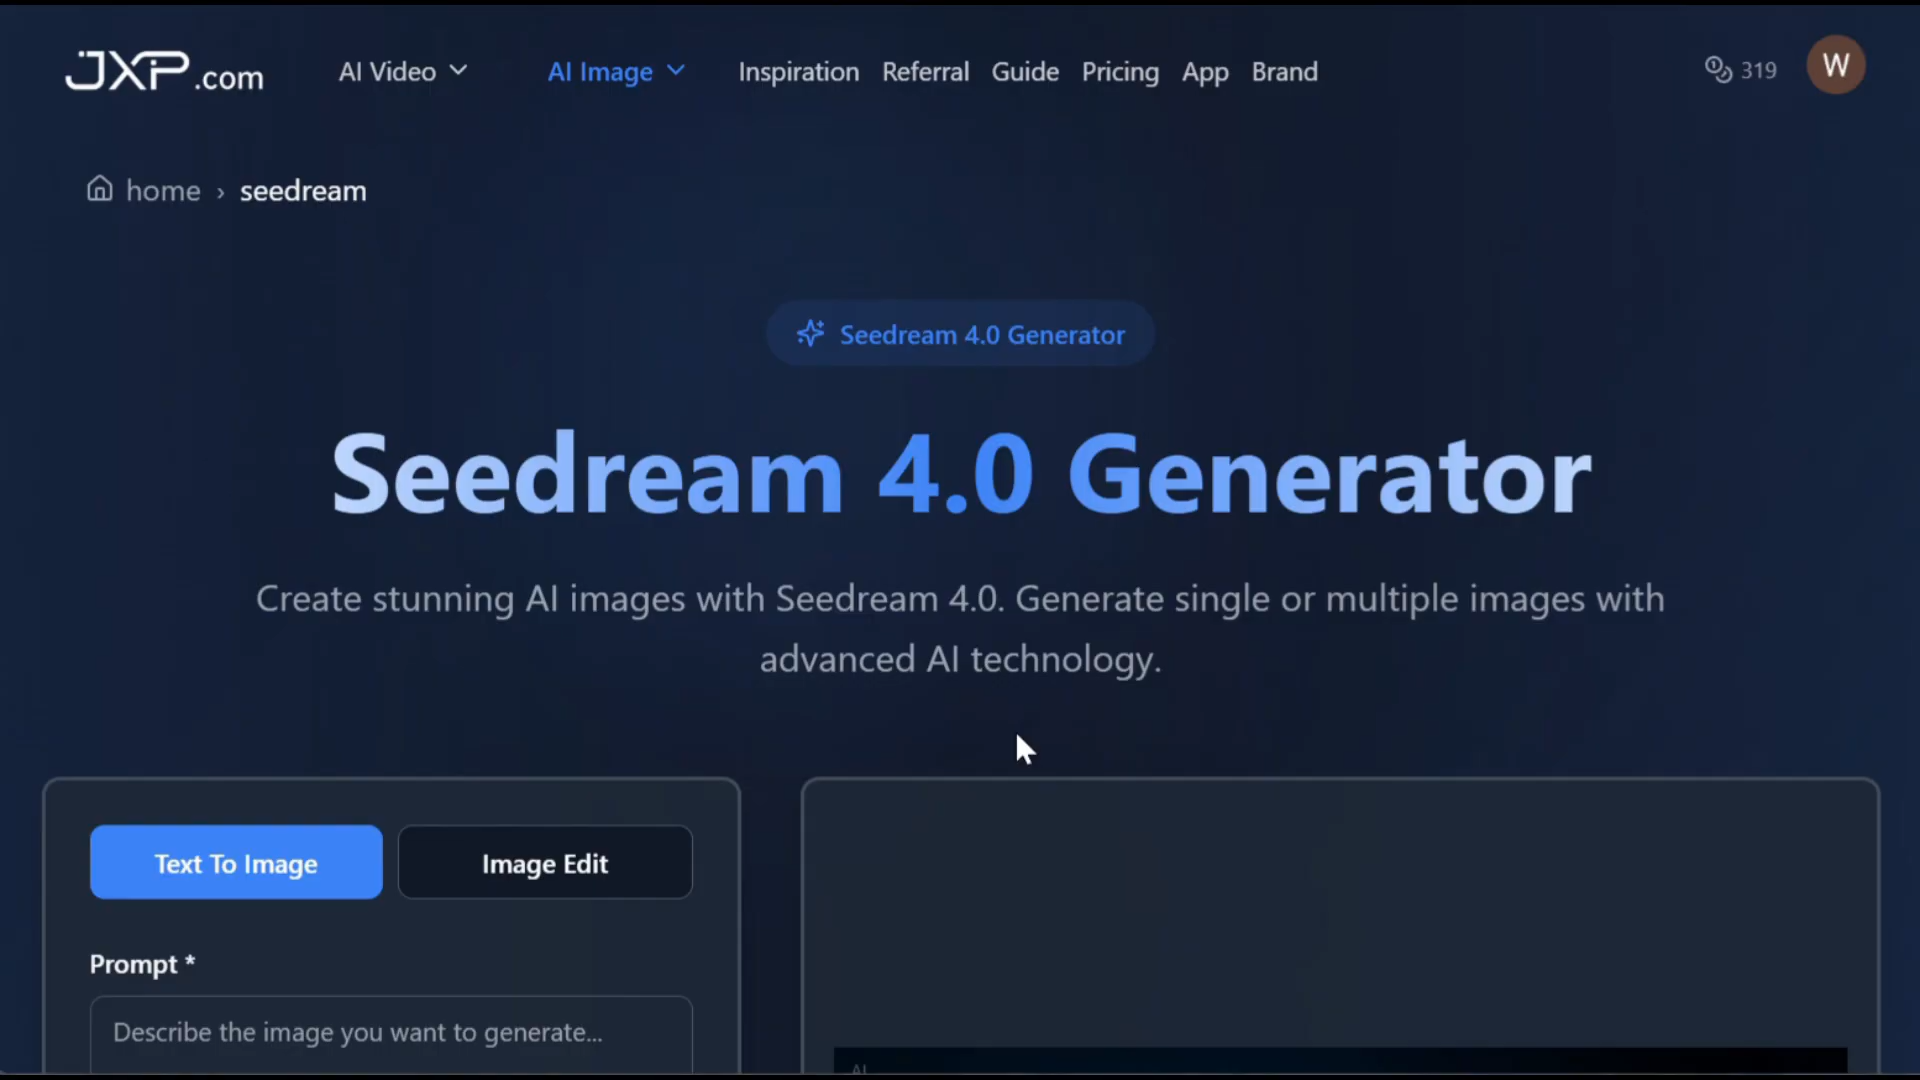 JXP.com
AI Video
AI Image
Inspiration
Referral
Guide
Pricing
App
Brand
319
W
home › seedream
Seedream 4.0 Generator
Seedream 4.0 Generator
Create stunning AI images with Seedream 4.0. Generate single or multiple images with
advanced AI technology.
Text To Image
Image Edit
Prompt *
Describe the image you want to generate...
AI